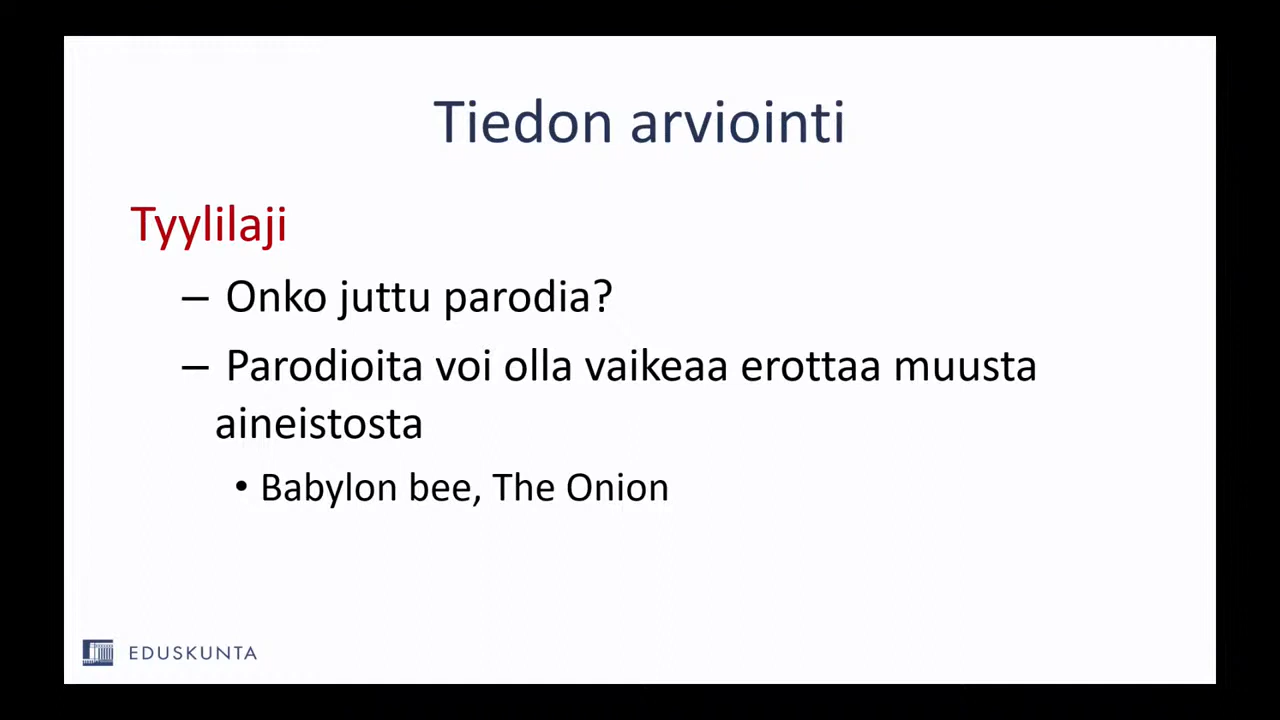 Tiedon arviointi
Tyylilaji
– Onko juttu parodia?
– Parodioita voi olla vaikeaa erottaa muusta
aineistosta
• Babylon bee, The Onion
EDUSKUNTA